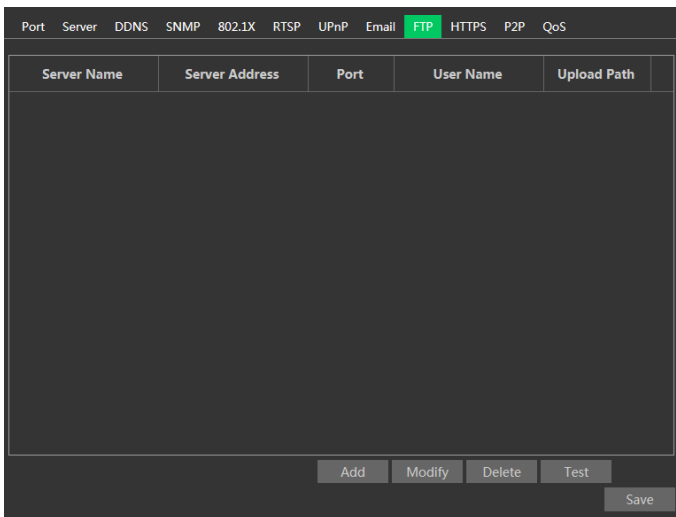 Port Server DDNS SNMP 802.1X RTSP UPnP Email FTP HTTPS P2P QoS
Server Name Server Address Port User Name Upload Path
Add Modify Delete Test
Save